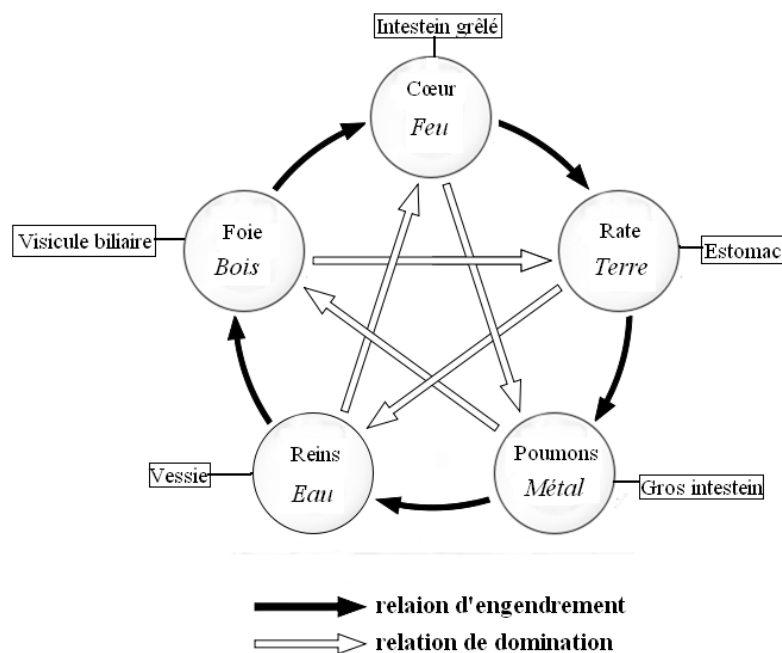 Intestein grêlé
Cœur
Feu
Visicule biliaire
Foie
Bois
Rate
Terre
Estomac
Vessie
Reins
Eau
Poumons
Métal
Gros intestein
relaion d'engendrement
relation de domination